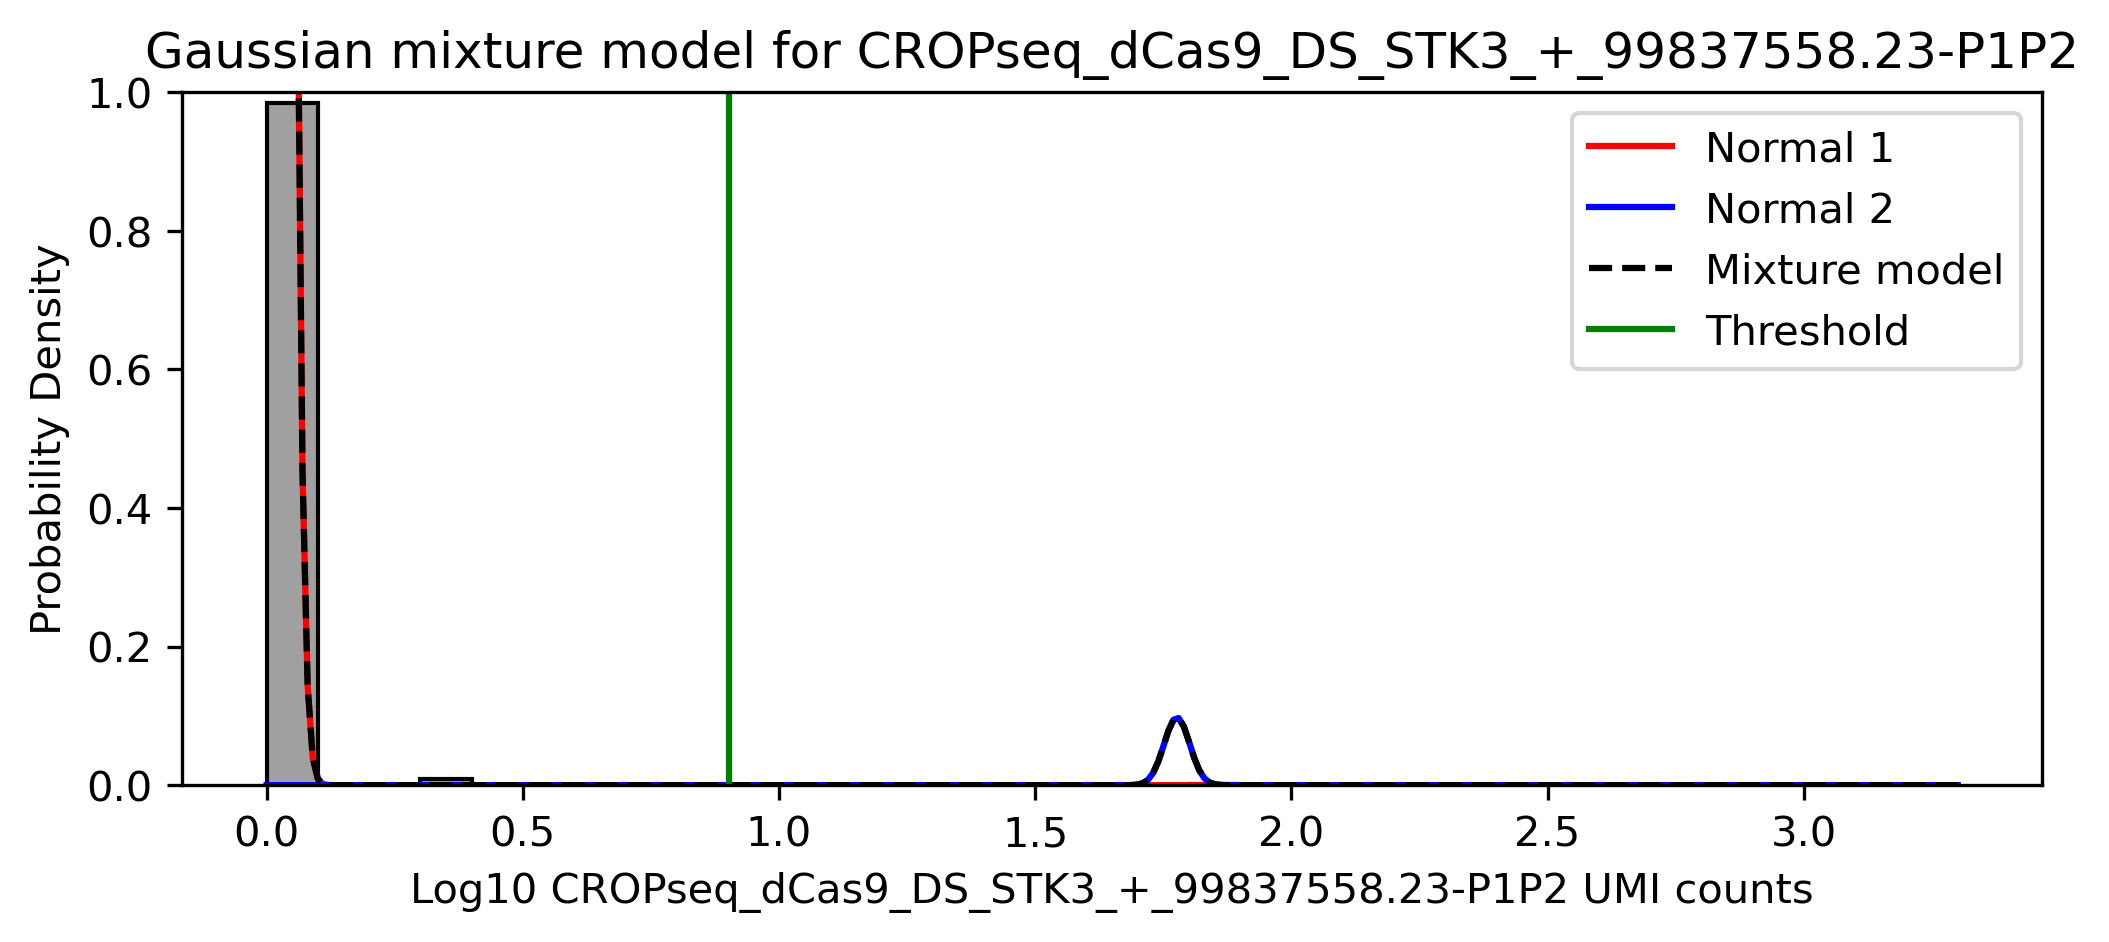 Gaussian mixture model for CROPseq_dCas9_DS_STK3_+_99837558.23-P1P2
1.0
0.8
0.6
0.4
0.2
0.0
Probability Density
Normal 1
Normal 2
Mixture model
Threshold
0.0 0.5 1.0 1.5 2.0 2.5 3.0
Log10 CROPseq_dCas9_DS_STK3_+_99837558.23-P1P2 UMI counts